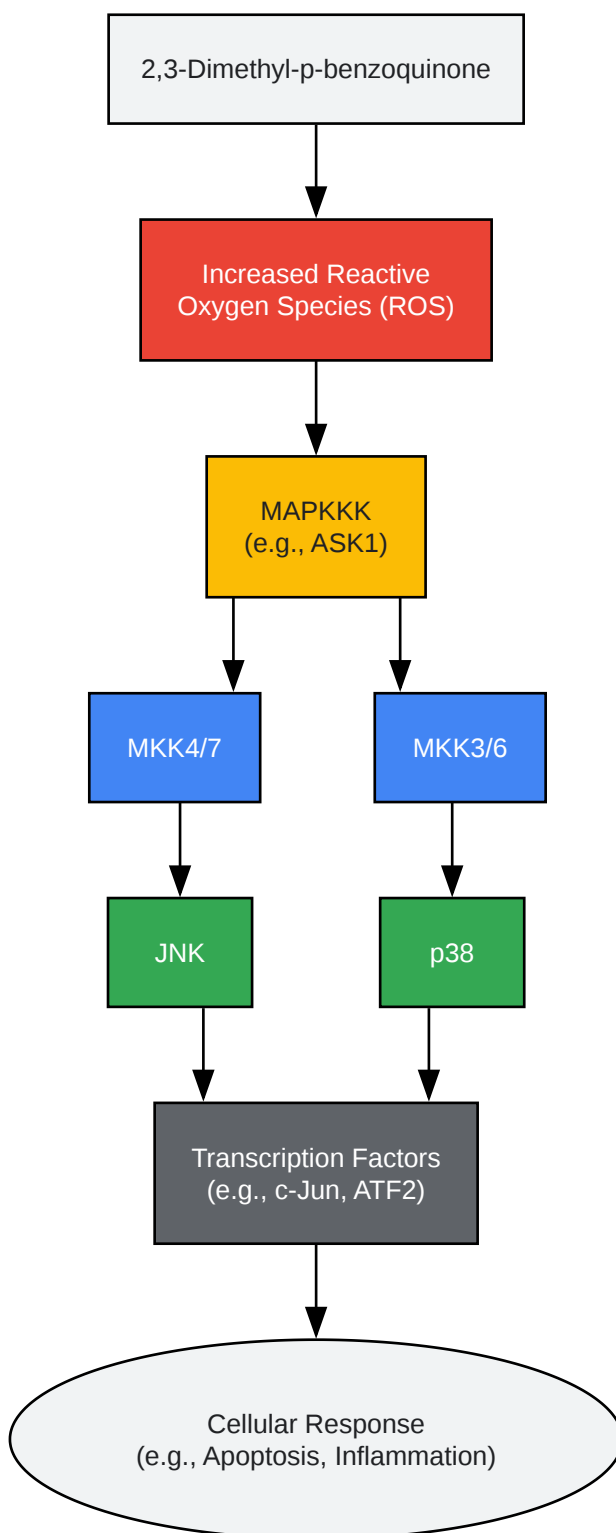 2,3-Dimethyl-p-benzoquinone
Increased Reactive
Oxygen Species (ROS)
MAPKKK
(e.g., ASK1)
MKK4/7
MKK3/6
JNK
p38
Transcription Factors
(e.g., c-Jun, ATF2)
Cellular Response
(e.g., Apoptosis, Inflammation)